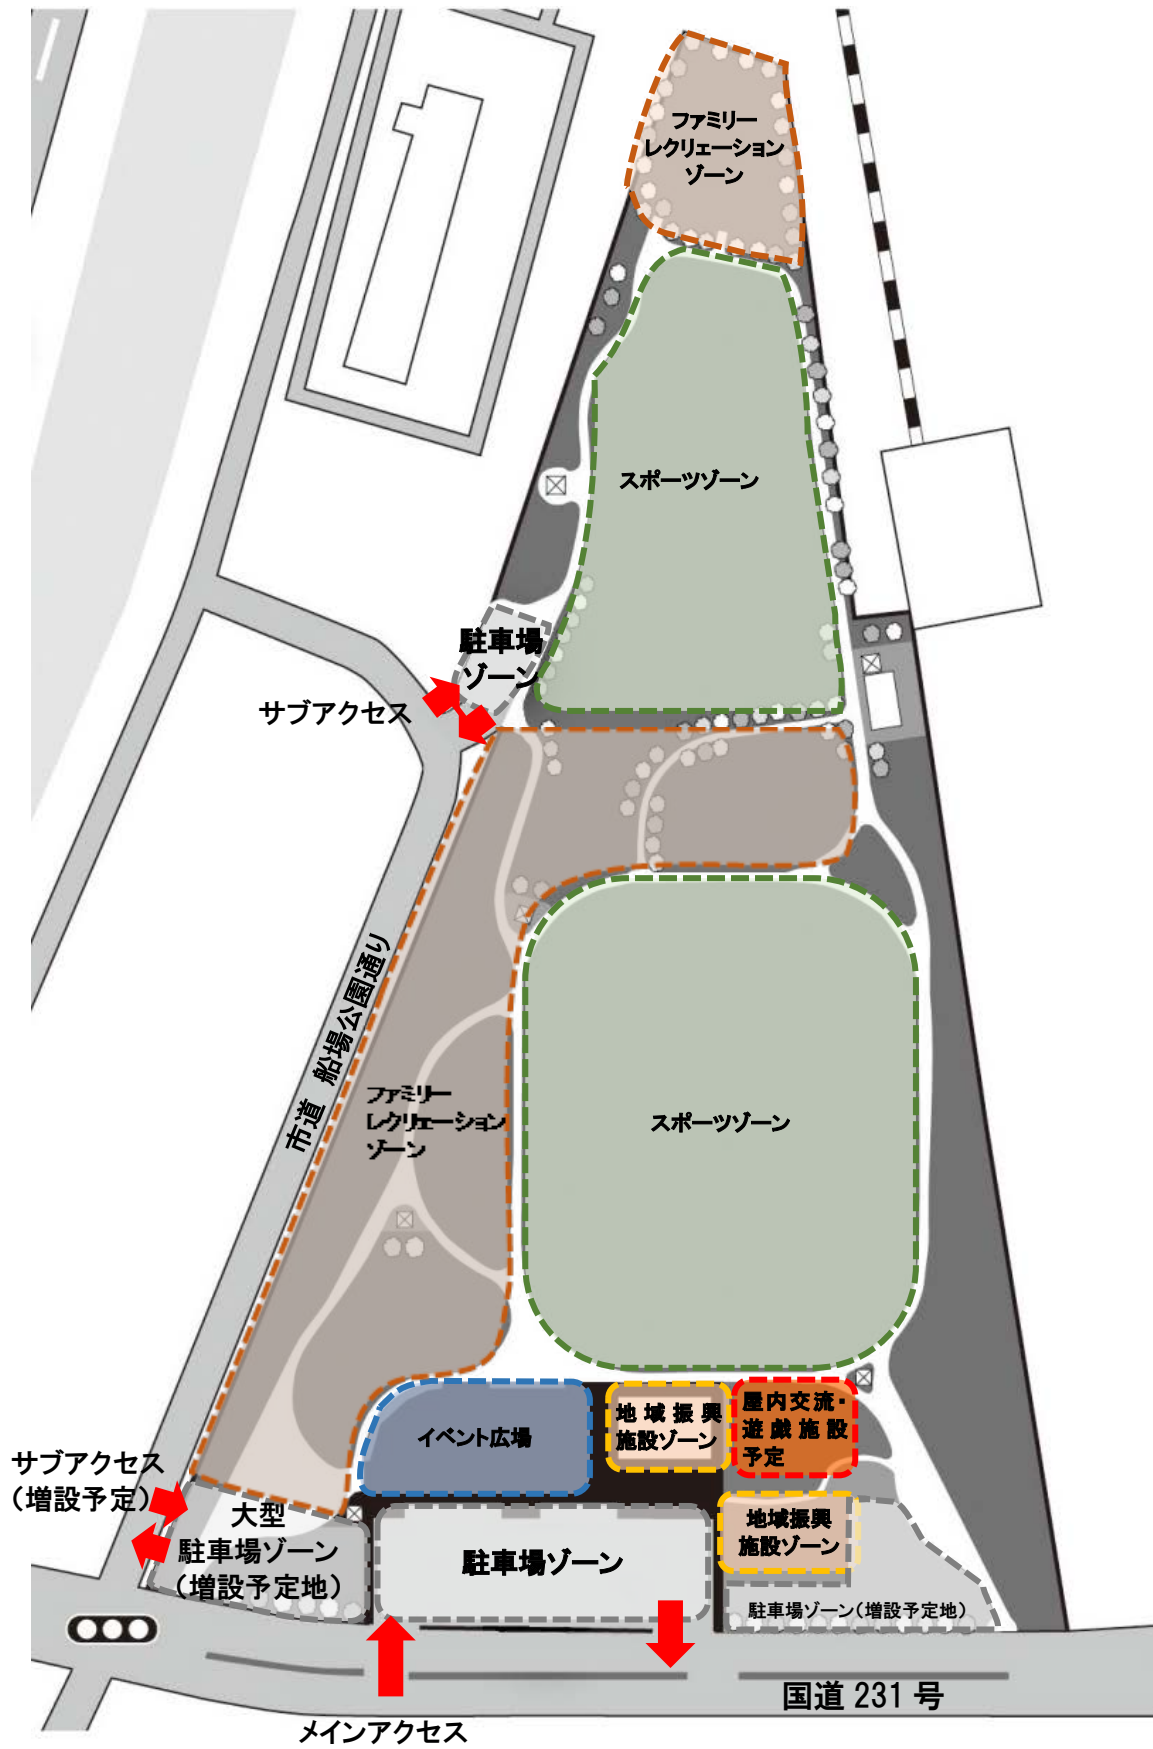 ファミリー
レクリェーション
ゾーン
スポーツゾーン
駐車場
ゾーン
サブアクセス
市道 船場公園通り
ファミリー
レクリェーション
ゾーン
スポーツゾーン
イベント広場
地域振興
施設ゾーン
屋内交流・
遊戯施設
予定
サブアクセス
（増設予定）
大型
駐車場ゾーン
（増設予定地）
駐車場ゾーン
地域振興
施設ゾーン
駐車場ゾーン（増設予定地）
国道 231 号
メインアクセス